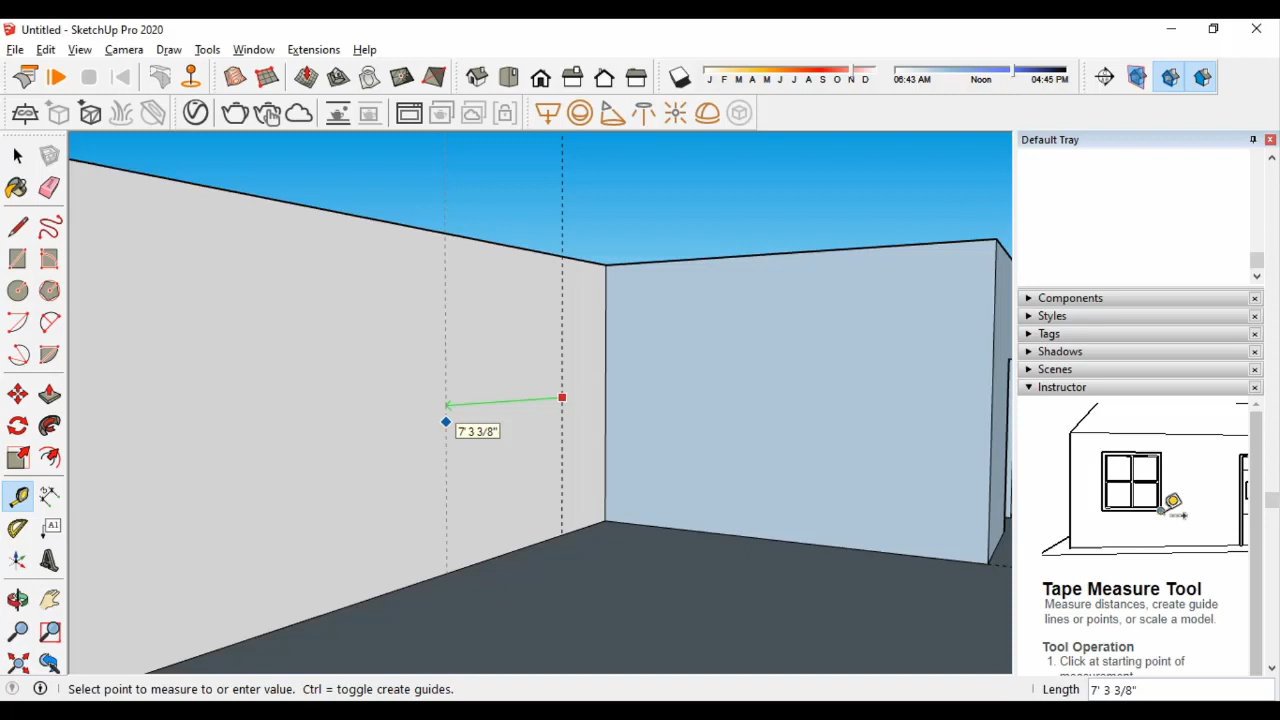 Untitled - SketchUp Pro 2020
File Edit View Camera Draw Tools Window Extensions Help
J F M A M J J A S O N D
06:43 AM Noon 04:45 PM
Default Tray
Components
Styles
Tags
Shadows
Scenes
Instructor
7' 3 3/8"
A1
Tape Measure Tool
Measure distances, create guide
lines or points, or scale a model.
Tool Operation
1. Click at starting point of
measurement
Select point to measure to or enter value. Ctrl = toggle create guides.
Length 7' 3 3/8"